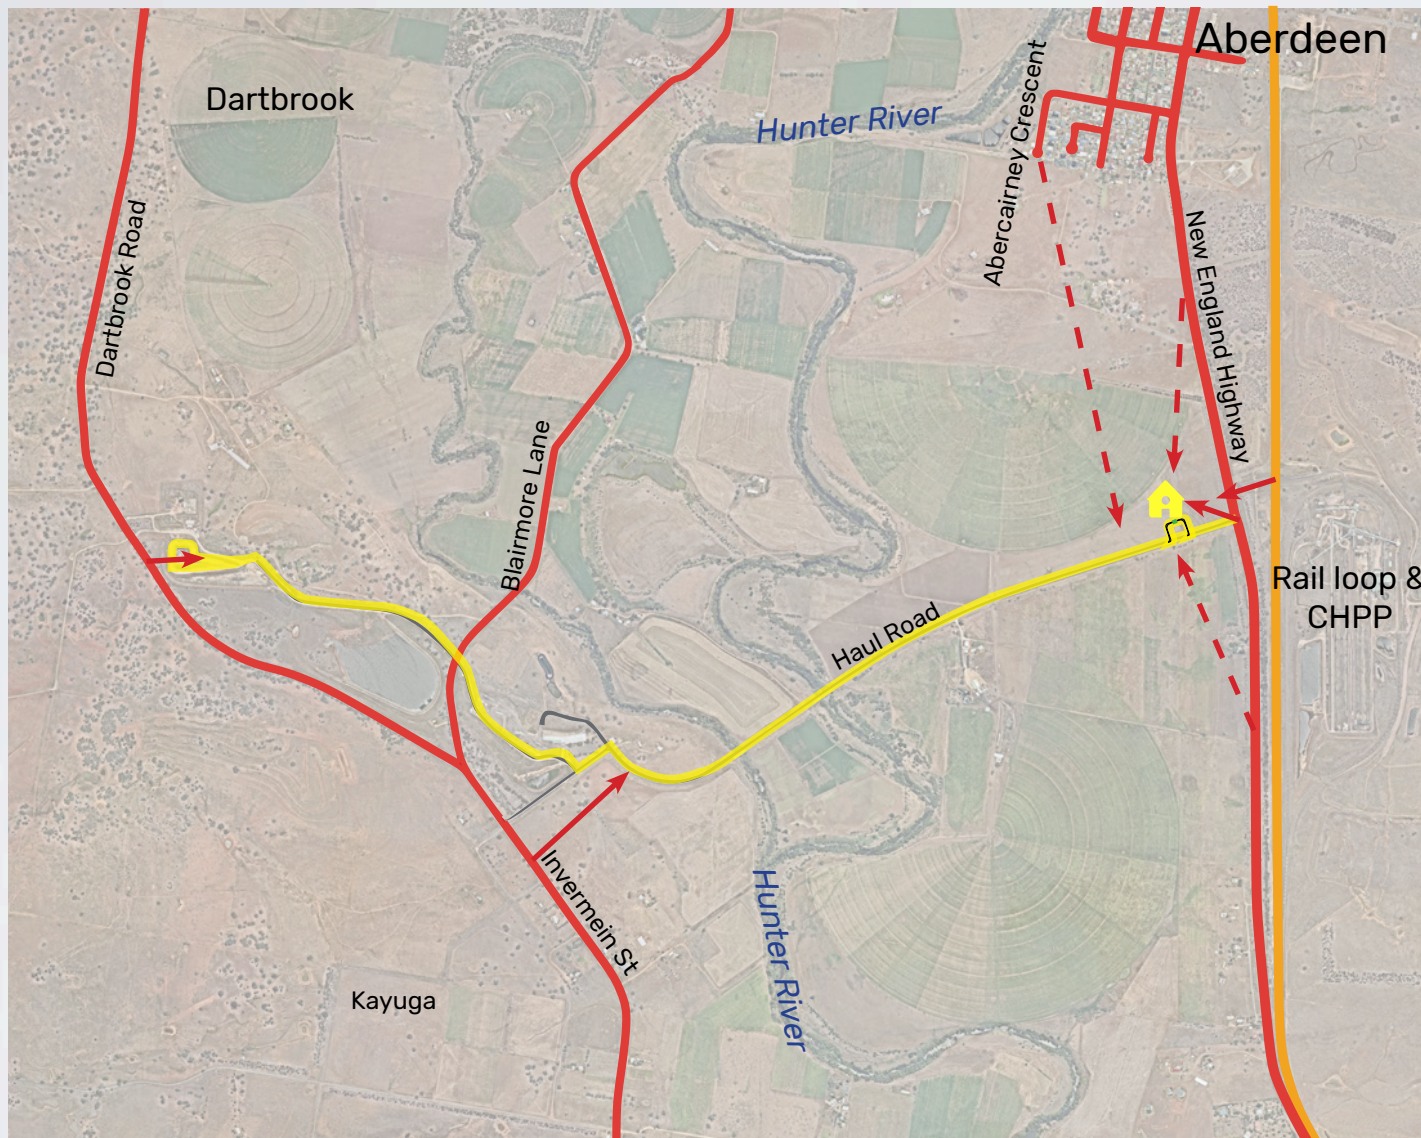 Aberdeen
Dartbrook
Hunter River
Abercairney Crescent
Dartbrook Road
New England Highway
Blairmore Lane
Rail loop &
CHPP
Haul Road
Invermein St
Hunter River
Kayuga